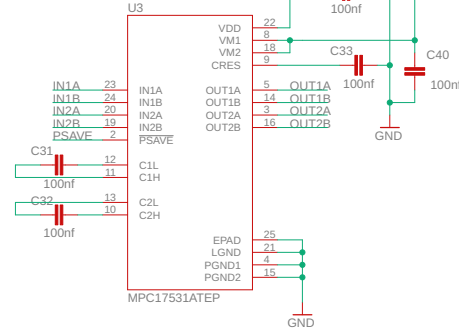 U3
100nf
VDD 22
VM1 8
VM2 18
CRES 9
C33
100nf
C40
100nt
IN1A 23 IN1A OUT1A 5 OUT1A
IN1B 24 IN1B OUT1B 14 OUT1B
IN2A 20 IN2A OUT2A 3 OUT2A
IN2B 19 IN2B OUT2B 16 OUT2B
PSAVE 2 PSAVE
GND
C31
12 C1L
11 C1H
100nf
C32
13 C2L
10 C2H
100nf
EPAD 25
LGND 21
PGND1 4
PGND2 15
MPC17531ATEP
GND